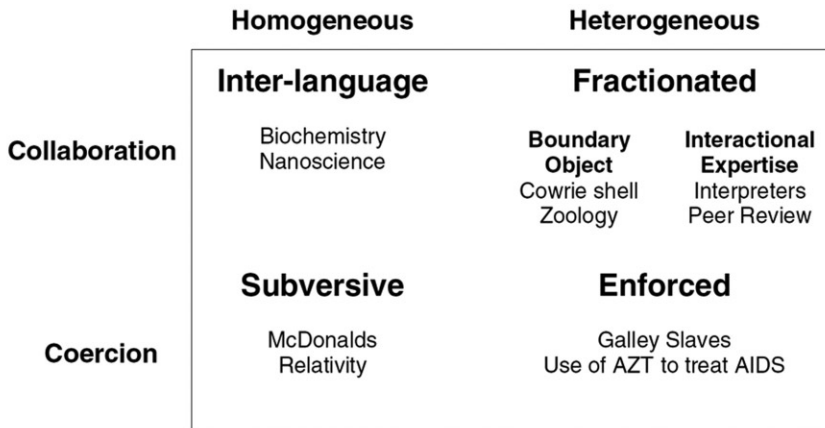 Homogeneous Heterogeneous
Inter-language Fractionated
Collaboration
Biochemistry
Nanoscience
Boundary
Object
Cowrie shell
Zoology
Interactional
Expertise
Interpreters
Peer Review
Subversive Enforced
Coercion
McDonalds
Relativity
Galley Slaves
Use of AZT to treat AIDS